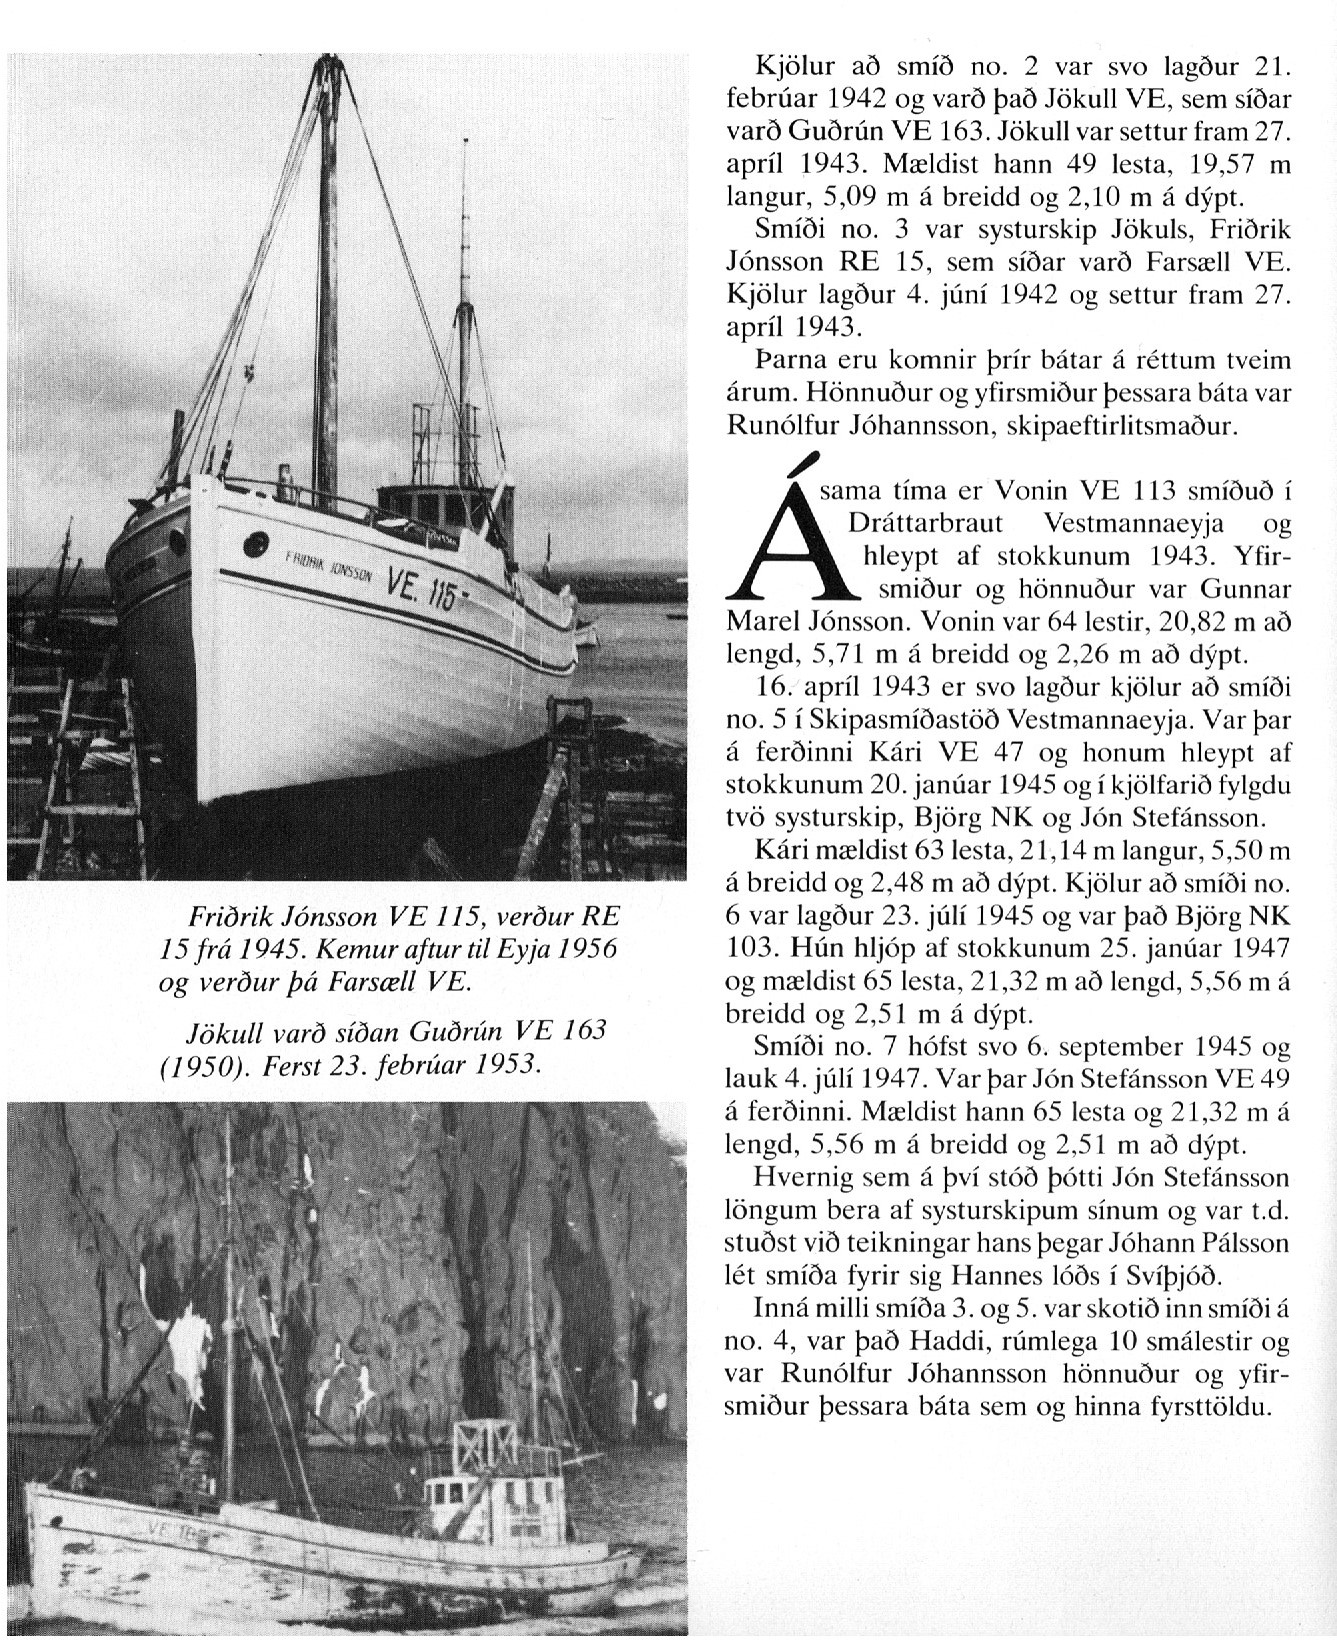 FRIÐRIK JONSSON VE. 115
Friðrik Jónsson VE 115, verður RE
15 frá 1945. Kemur aftur til Eyja 1956
og verður þá Farsæll VE.
Jökull varð síðan Guðrún VE 163
(1950). Ferst 23. febrúar 1953.
Kjölur að smíð no. 2 var svo lagður 21.
febrúar 1942 og varð það Jökull VE, sem síðar
varð Guðrún VE 163. Jökull var settur fram 27.
apríl 1943. Mældist hann 49 lesta, 19,57 m
langur, 5,09 m á breidd og 2,10 m á dýpt.
Smíði no. 3 var systurskip Jökuls, Friðrik
Jónsson RE 15, sem síðar varð Farsæll VE.
Kjölur lagður 4. júní 1942 og settur fram 27.
apríl 1943.
Þarna eru komnir þrír bátar á réttum tveim
árum. Hönnuður og yfirsmiður þessara báta var
Runólfur Jóhannsson, skipaeftirlitsmaður.
Á sama tíma er Vonin VE 113 smíðuð í
Dráttarbraut Vestmannaeyja og
hleypt af stokkunum 1943. Yfir-
smiður og hönnuður var Gunnar
Marel Jónsson. Vonin var 64 lestir, 20,82 m að
lengd, 5,71 m á breidd og 2,26 m að dýpt.
16. apríl 1943 er svo lagður kjölur að smíði
no. 5 í Skipasmíðastöð Vestmannaeyja. Var þar
á ferðinni Kári VE 47 og honum hleypt af
stokkunum 20. janúar 1945 og í kjölfarið fylgdu
tvö systurskip, Björg NK og Jón Stefánsson.
Kári mældist 63 lesta, 21,14 m langur, 5,50 m
á breidd og 2,48 m að dýpt. Kjölur að smíði no.
6 var lagður 23. júlí 1945 og var það Björg NK
103. Hún hljóp af stokkunum 25. janúar 1947
og mældist 65 lesta, 21,32 m að lengd, 5,56 m á
breidd og 2,51 m á dýpt.
Smíði no. 7 hófst svo 6. september 1945 og
lauk 4. júlí 1947. Var þar Jón Stefánsson VE 49
á ferðinni. Mældist hann 65 lesta og 21,32 m á
lengd, 5,56 m á breidd og 2,51 m að dýpt.
Hvernig sem á því stóð þótti Jón Stefánsson
löngum bera af systurskipum sínum og var t.d.
stuðst við teikningar hans þegar Jóhann Pálsson
lét smíða fyrir sig Hannes lóðs í Svíþjóð.
Inná milli smíða 3. og 5. var skotið inn smíði á
no. 4, var það Haddi, rúmlega 10 smálestir og
var Runólfur Jóhannsson hönnuður og yfir-
smiður þessara báta sem og hinna fyrsttöldu.